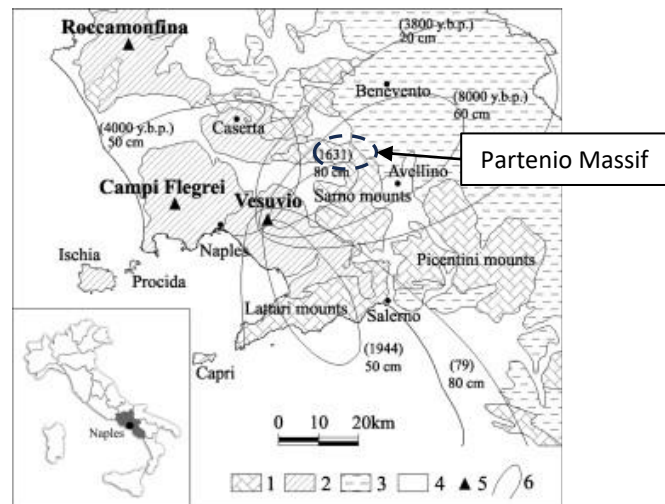 Roccamonfina
(3800 y.b.p.)
20 cm
Benevento
(8000 y.b.p.)
60 cm
(4000 y.b.p.)
50 cm
Caserta
(1631)
80 cm
Partenio Massif
Avellino
Sarno mounts
Campi Flegrei
Vesuvio
Naples
Ischia
Procida
Picentini mounts
Lattari mounts
Salerno
Capri
(1944)
50 cm
(79)
80 cm
Naples
0 10 20km
1 2 3 4 5 6